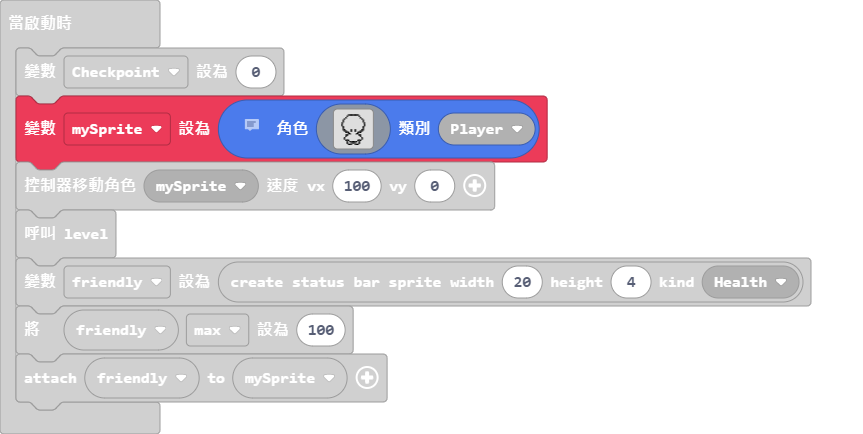 當啟動時
變數 Checkpoint 設為 0
變數 mySprite 設為 角色 類別 Player
控制器移動角色 mySprite 速度 vx 100 vy 0
呼叫 level
變數 friendly 設為 create status bar sprite width 20 height 4 kind Health
將 friendly max 設為 100
attach friendly to mySprite